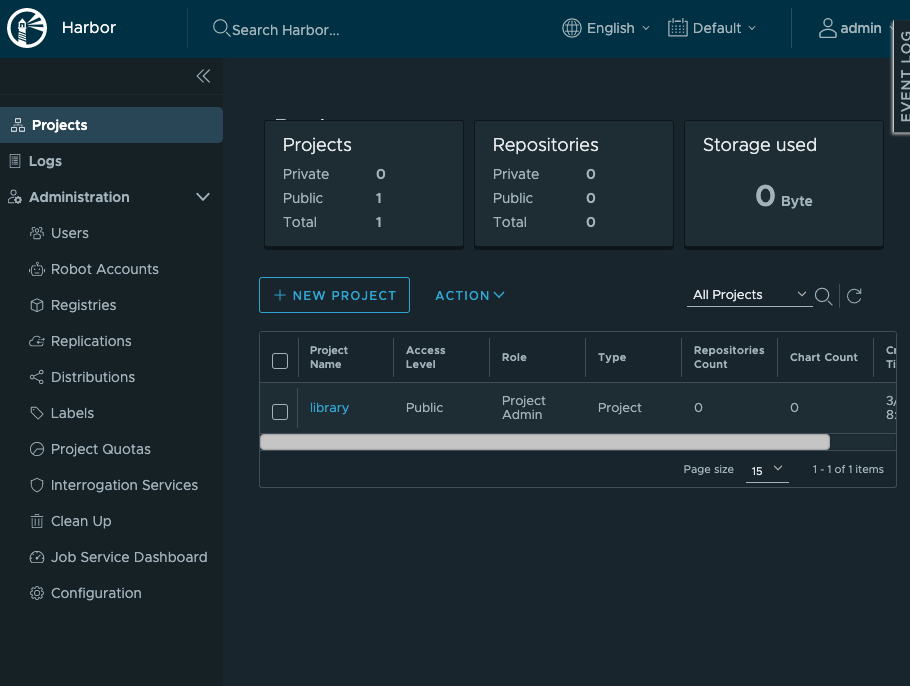 Harbor
Search Harbor...
English
Default
admin
EVENT LOG
Projects
Logs
Administration
Users
Robot Accounts
Registries
Replications
Distributions
Labels
Project Quotas
Interrogation Services
Clean Up
Job Service Dashboard
Configuration
Projects
Private 0
Public 1
Total 1
Repositories
Private 0
Public 0
Total 0
Storage used
0 Byte
NEW PROJECT
ACTION
All Projects
Project Name
Access Level
Role
Type
Repositories Count
Chart Count
library
Public
Project Admin
Project
0
0
Page size
15
1 - 1 of 1 items